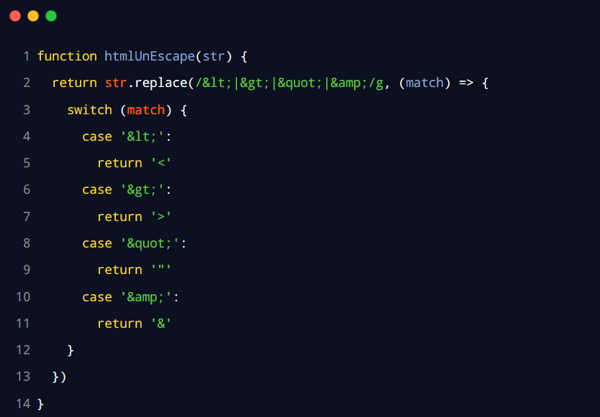 1 function htmlUnEscape(str) {
2   return str.replace(/&lt;|&gt;|&quot;|&amp;/g, (match) => {
3     switch (match) {
4       case '&lt;':
5         return '<'
6       case '&gt;':
7         return '>'
8       case '&quot;':
9         return '"'
10       case '&amp;':
11         return '&'
12     }
13   })
14 }